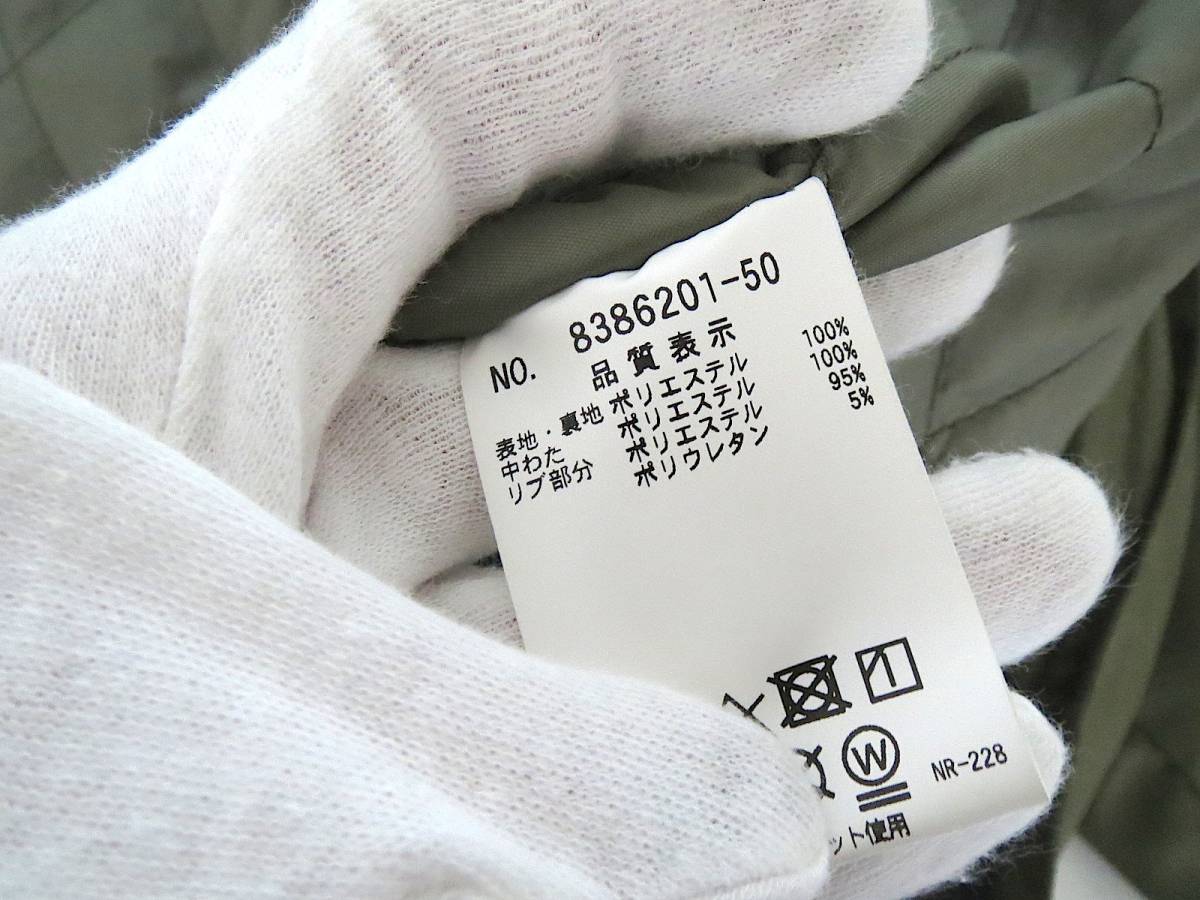 NO. 8386201-50
品質表示
表地・裏地 ポリエステル 100%
中わた ポリエステル 100%
リブ部分 ポリエステル 95%
ポリウレタン 5%
W
NR-228
ット使用